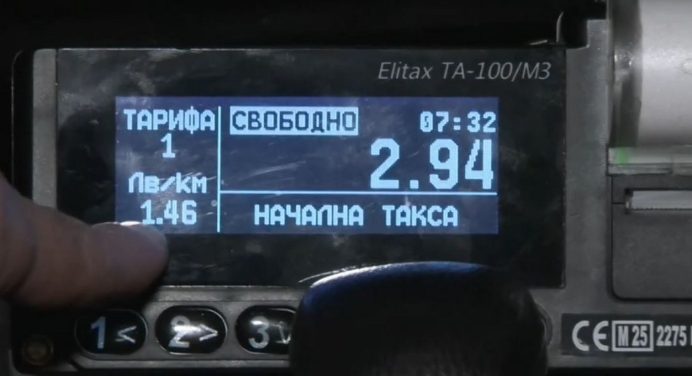 Elitax TA-100/M3
ТАРИФА
1
Лв/км
1.46
СВОБОДНО 07:32
2.94
НАЧАЛНА ТАКСА
1< 2> 3
CE M25 2275